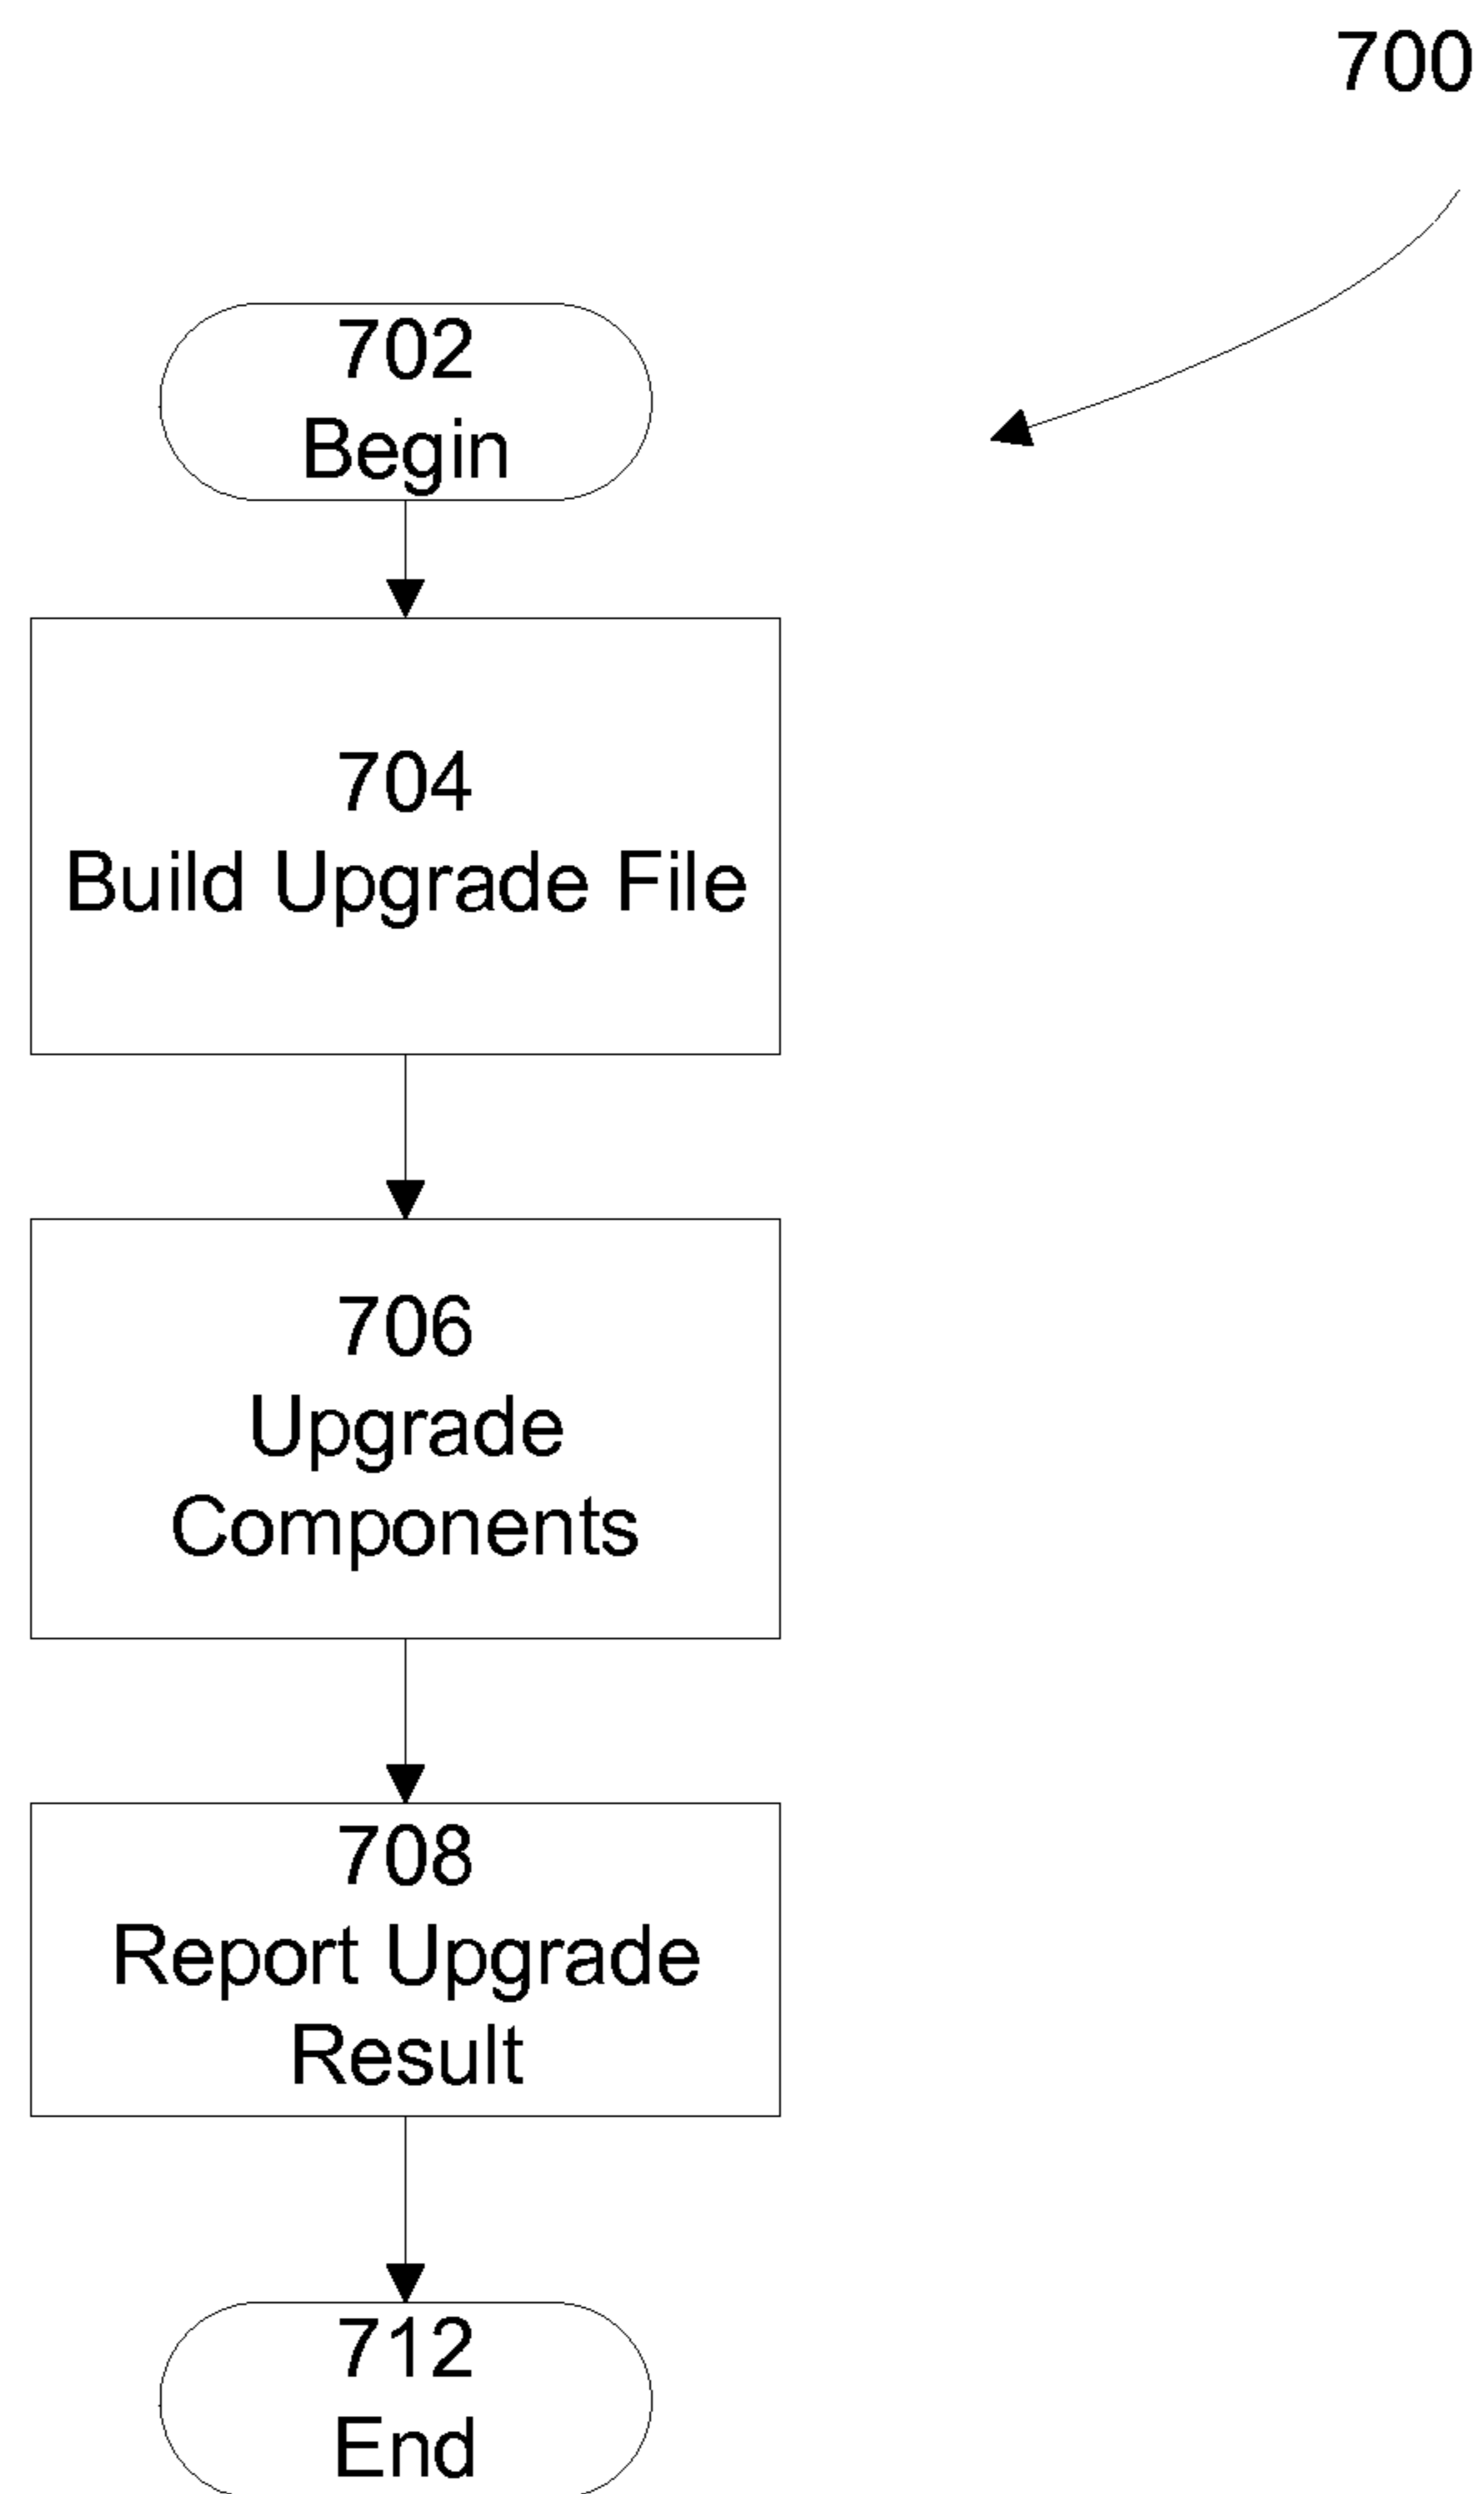 700
702
Begin
704
Build Upgrade File
706
Upgrade
Components
708
Report Upgrade
Result
712
End